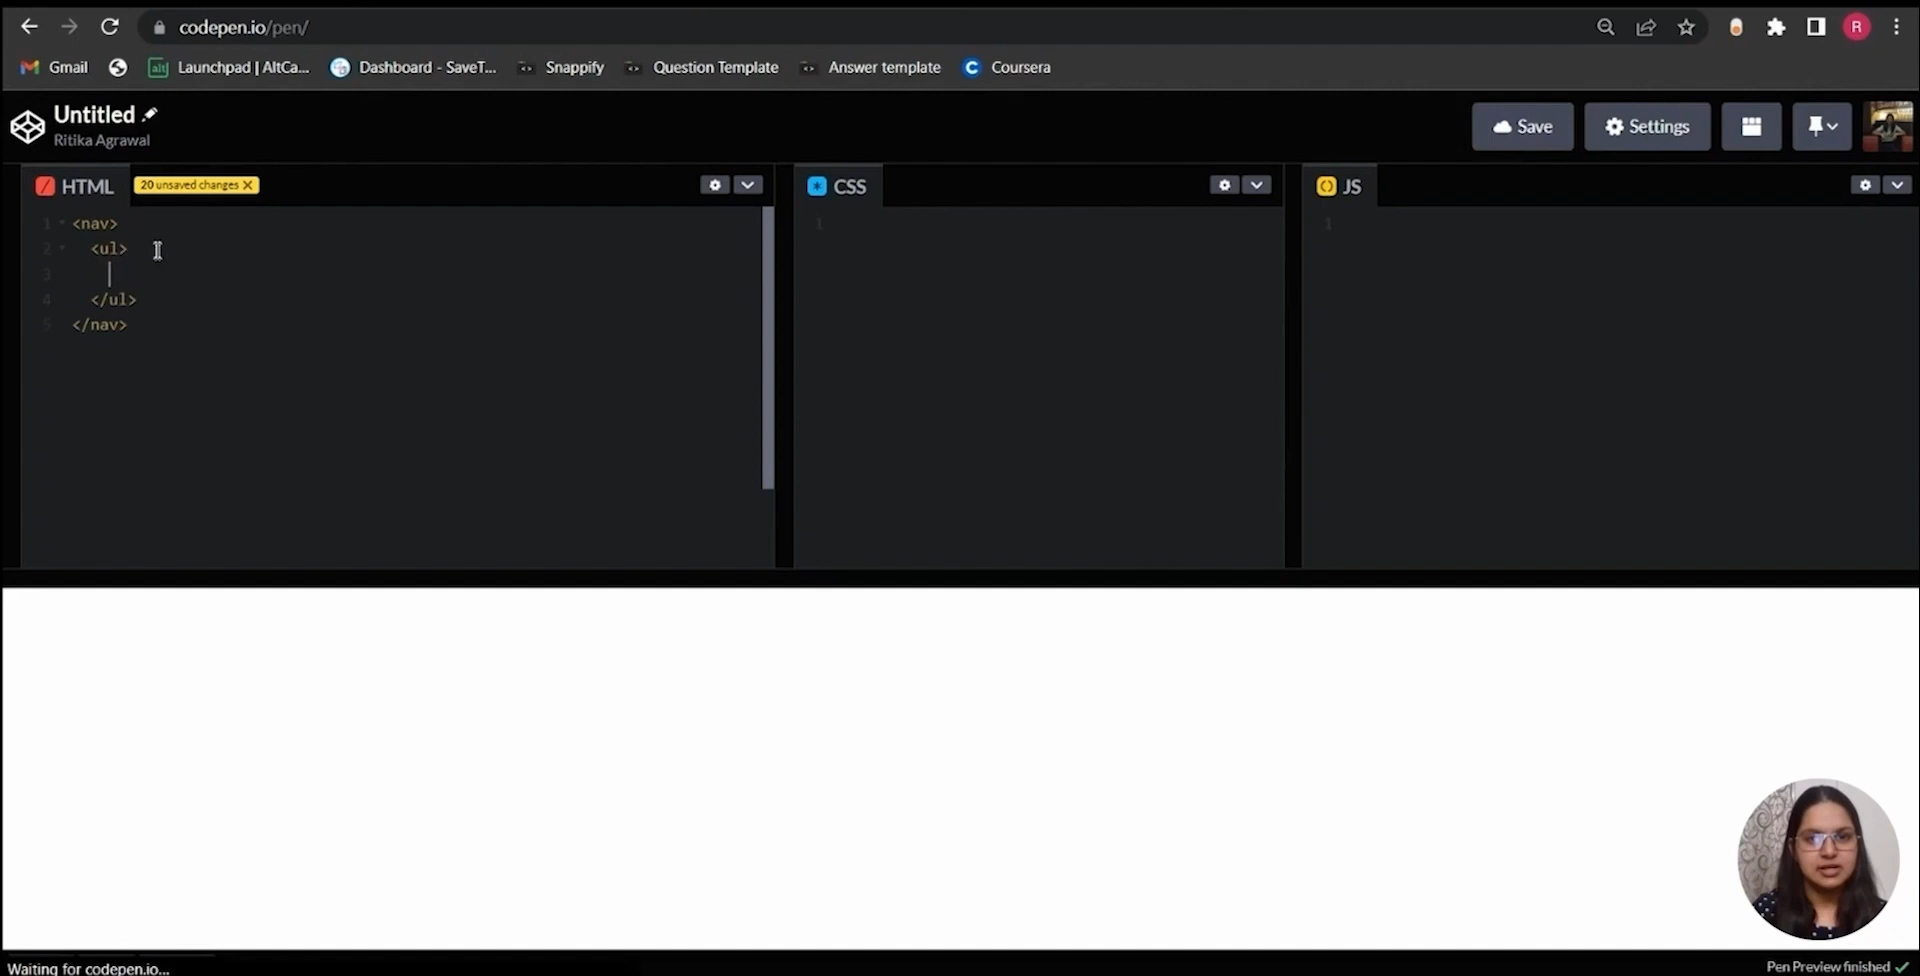 codepen.io/pen/
R
Gmail
alt Launchpad | AltCa...
Dashboard - SaveT...
Snappify
Question Template
Answer template
C Coursera
Untitled
Ritika Agrawal
Save
Settings
HTML
20 unsaved changes X
CSS
JS
1 <nav>
2 <ul>
3
4 </ul>
5 </nav>
1
1
Waiting for codepen.io...
Pen Preview finished